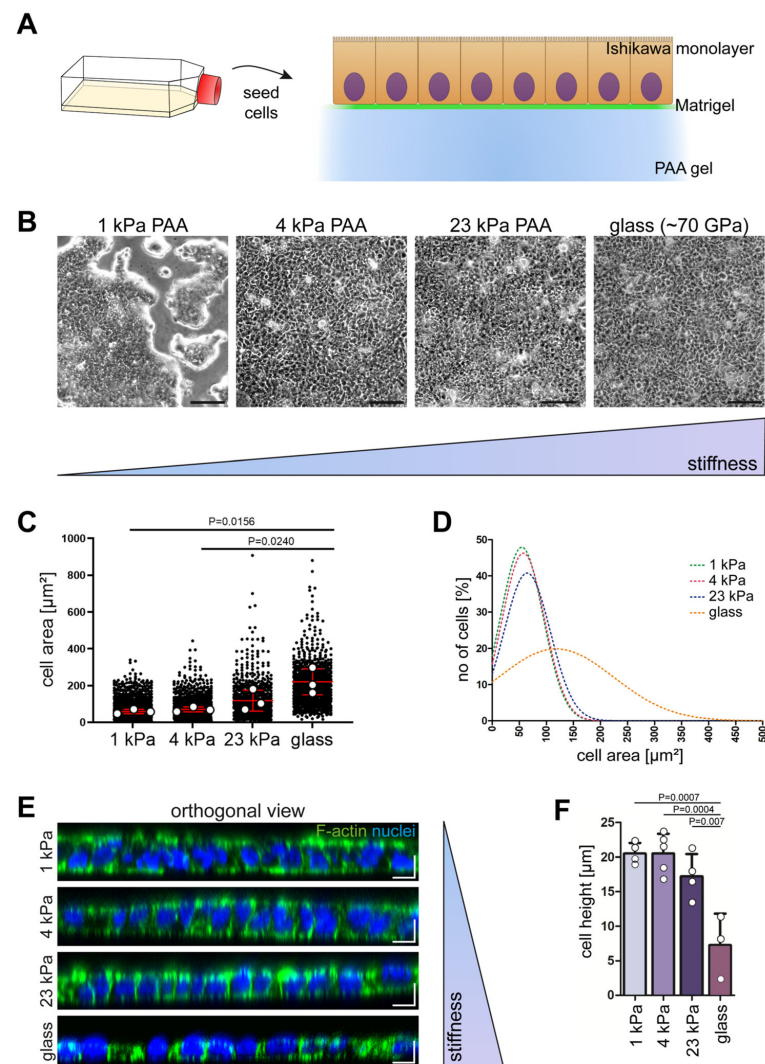 A
seed
cells
Ishikawa monolayer
Matrigel
PAA gel
B
1 kPa PAA
4 kPa PAA
23 kPa PAA
glass (~70 GPa)
stiffness
C
P=0.0156
P=0.0240
1000
800
600
400
200
0
cell area [µm²]
1 kPa
4 kPa
23 kPa
glass
D
50
40
30
20
10
0
no of cells [%]
1 kPa
4 kPa
23 kPa
glass
0 50 100 150 200 250 300 350 400 450 500
cell area [µm²]
E
orthogonal view
F-actin nuclei
1 kPa
4 kPa
23 kPa
glass
stiffness
F
P=0.0007
P=0.0004
P=0.007
25
20
15
10
5
0
cell height [µm]
1 kPa
4 kPa
23 kPa
glass